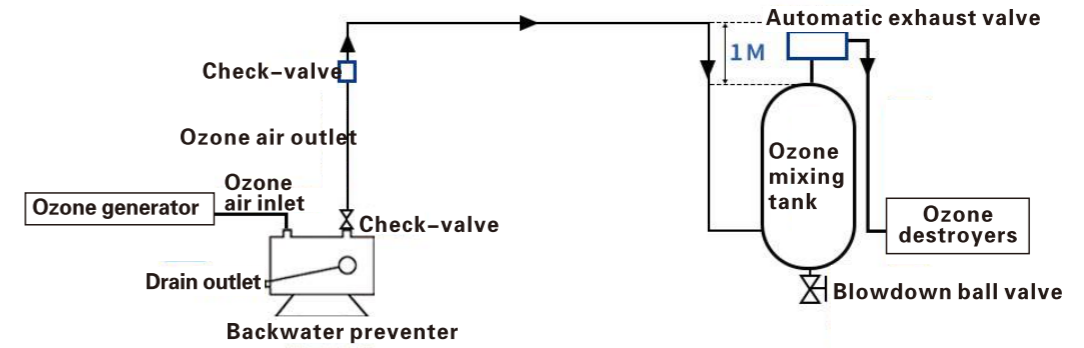 Automatic exhaust valve
1M
Check-valve
Ozone air outlet
Ozone
mixing
tank
Ozone
air inlet
Ozone generator
Check-valve
Ozone
destroyers
Drain outlet
Blowdown ball valve
Backwater preventer